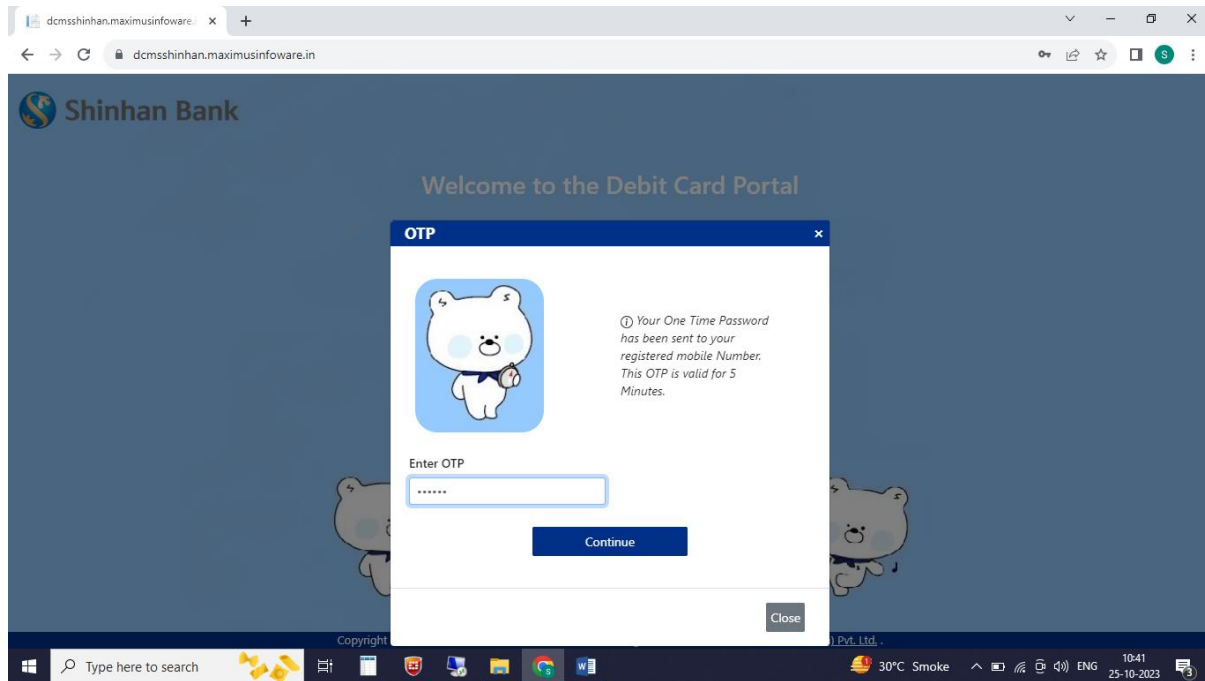 dcmsshinhan.maximusinfoware.
dcmsshinhan.maximusinfoware.in
S
Shinhan Bank
Welcome to the Debit Card Portal
OTP
S
Your One Time Password
has been sent to your
registered mobile Number.
This OTP is valid for 5
Minutes.
Enter OTP
••••••
Continue
S
Close
Copyright
) Pvt. Ltd. .
Type here to search
30°C Smoke
ENG
10:41
25-10-2023
3